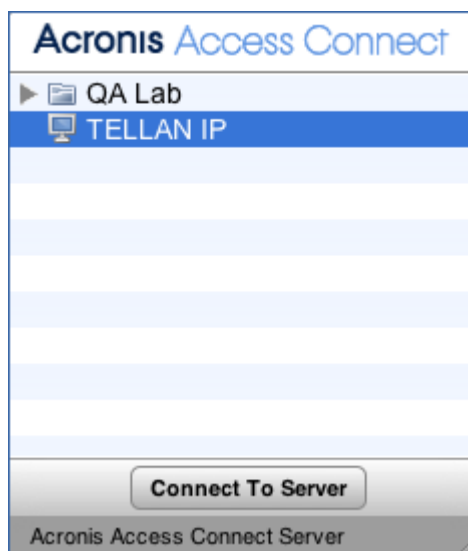 Acronis Access Connect
QA Lab
TELLAN IP
Connect To Server
Acronis Access Connect Server